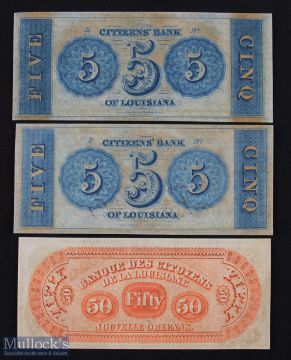 CITIZENS' BANK
FIVE
5 5 5
CINQ
OF LOUISIANA
CITIZENS' BANK
FIVE
5 5 5
CINQ
OF LOUISIANA
BANQUE DES CITOYENS
DE LA LOUISIANE
FIFTY
50 Fifty 50
FIFTY
NOUVELLE ORLEANS.
Mullock's
Specialist Auctioneers & Valuers